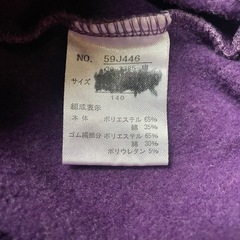 NO. 59J446
サイズ
140
組成表示
本体 ポリエステル 65%
綿 35%
ゴム編部分 ポリエステル 65%
綿 30%
ポリウレタン 5%